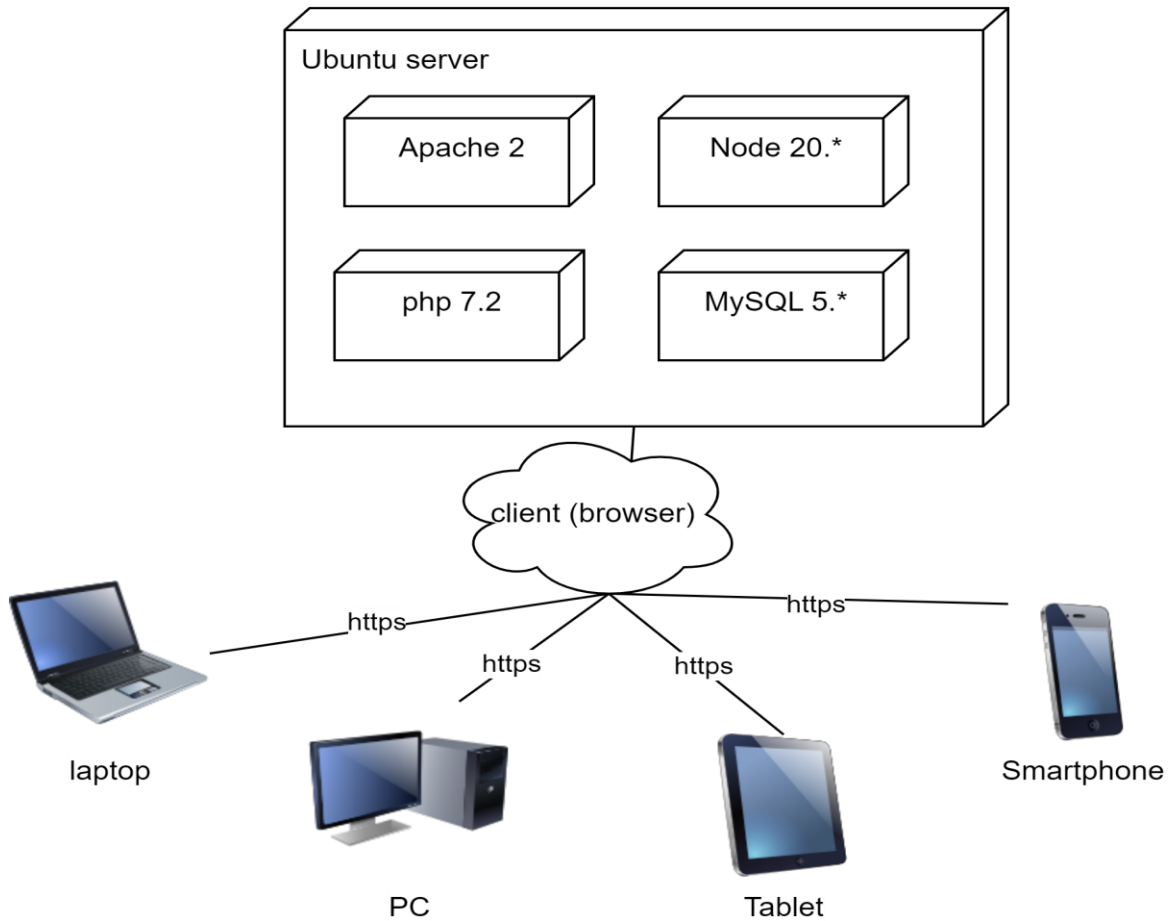 Ubuntu server
Apache 2
Node 20.*
php 7.2
MySQL 5.*
client (browser)
https
https
https
https
laptop
PC
Tablet
Smartphone